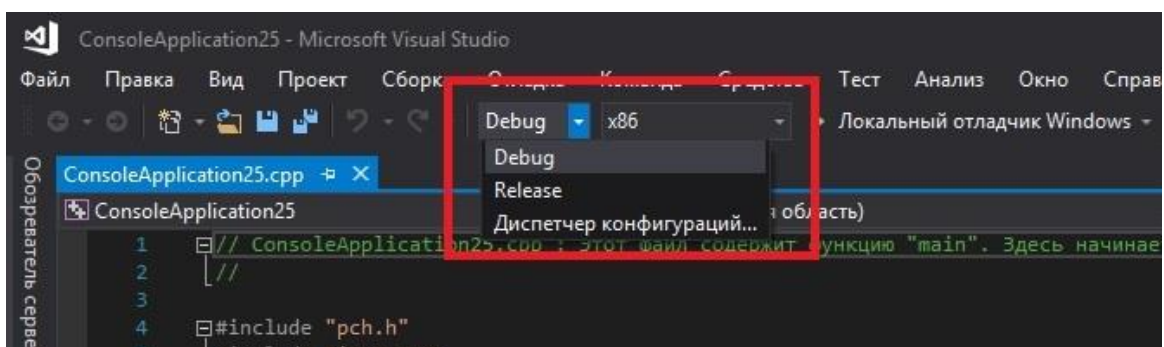 ConsoleApplication25 - Microsoft Visual Studio
Файл Правка Вид Проект Сборк Тест Анализ Окно Справ
Debug x86 Локальный отладчик Windows
Debug
Release
Диспетчер конфигураций...
Обозреватель серве
ConsoleApplication25.cpp
ConsoleApplication25 область)
1 // ConsoleApplication25.cpp : Этот файл содержит функцию "main". Здесь начинае
2 //
3
4 #include "pch.h"